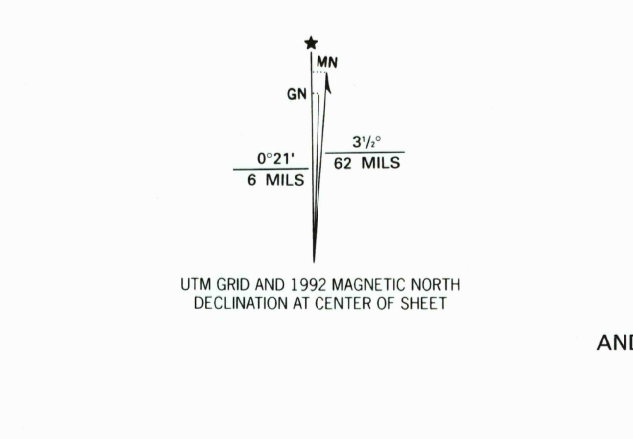 ★
MN
GN
3½°
62 MILS
0°21'
6 MILS
UTM GRID AND 1992 MAGNETIC NORTH
DECLINATION AT CENTER OF SHEET
AND